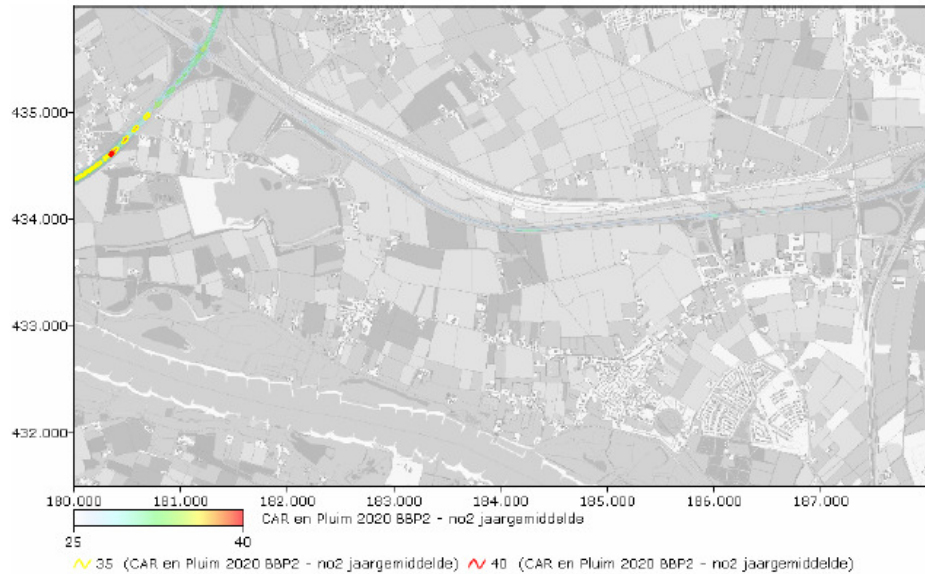 435.000
434.000
433.000
432.000
180.000 181.000 182.000 183.000 184.000 185.000 186.000 187.000
CAR en Pluim 2020 BBP2 - no2 jaargemiddelde
25 40
35 (CAR en Pluim 2020 BBP2 - no2 jaargemiddelde) 40 (CAR en Pluim 2020 BBP2 - no2 jaargemiddelde)